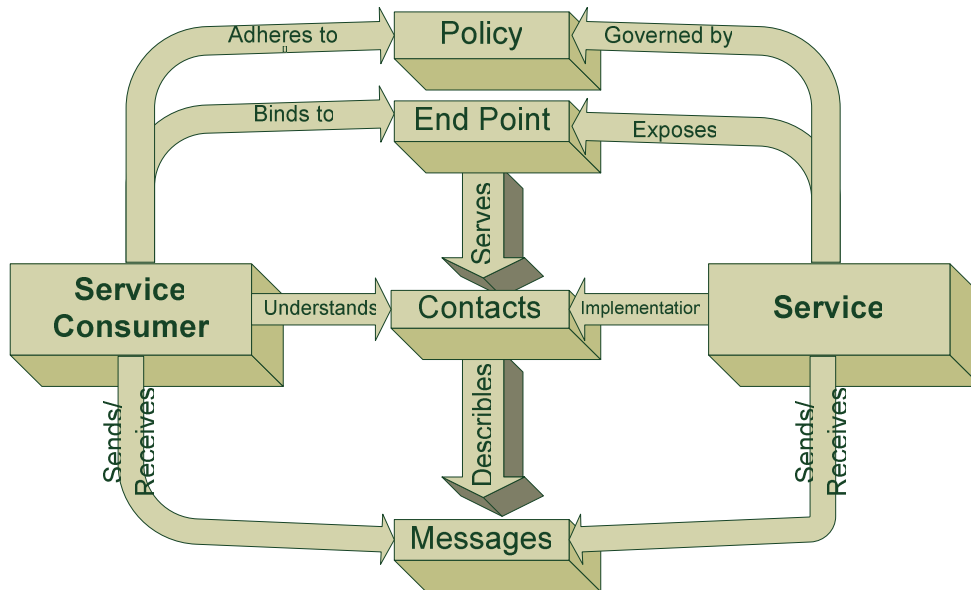 Adheres to
Policy
Governed by
Binds to
End Point
Exposes
Serves
Service
Consumer
Understands
Contacts
Implementation
Service
Describles
Sends/
Receives
Sends/
Receives
Messages